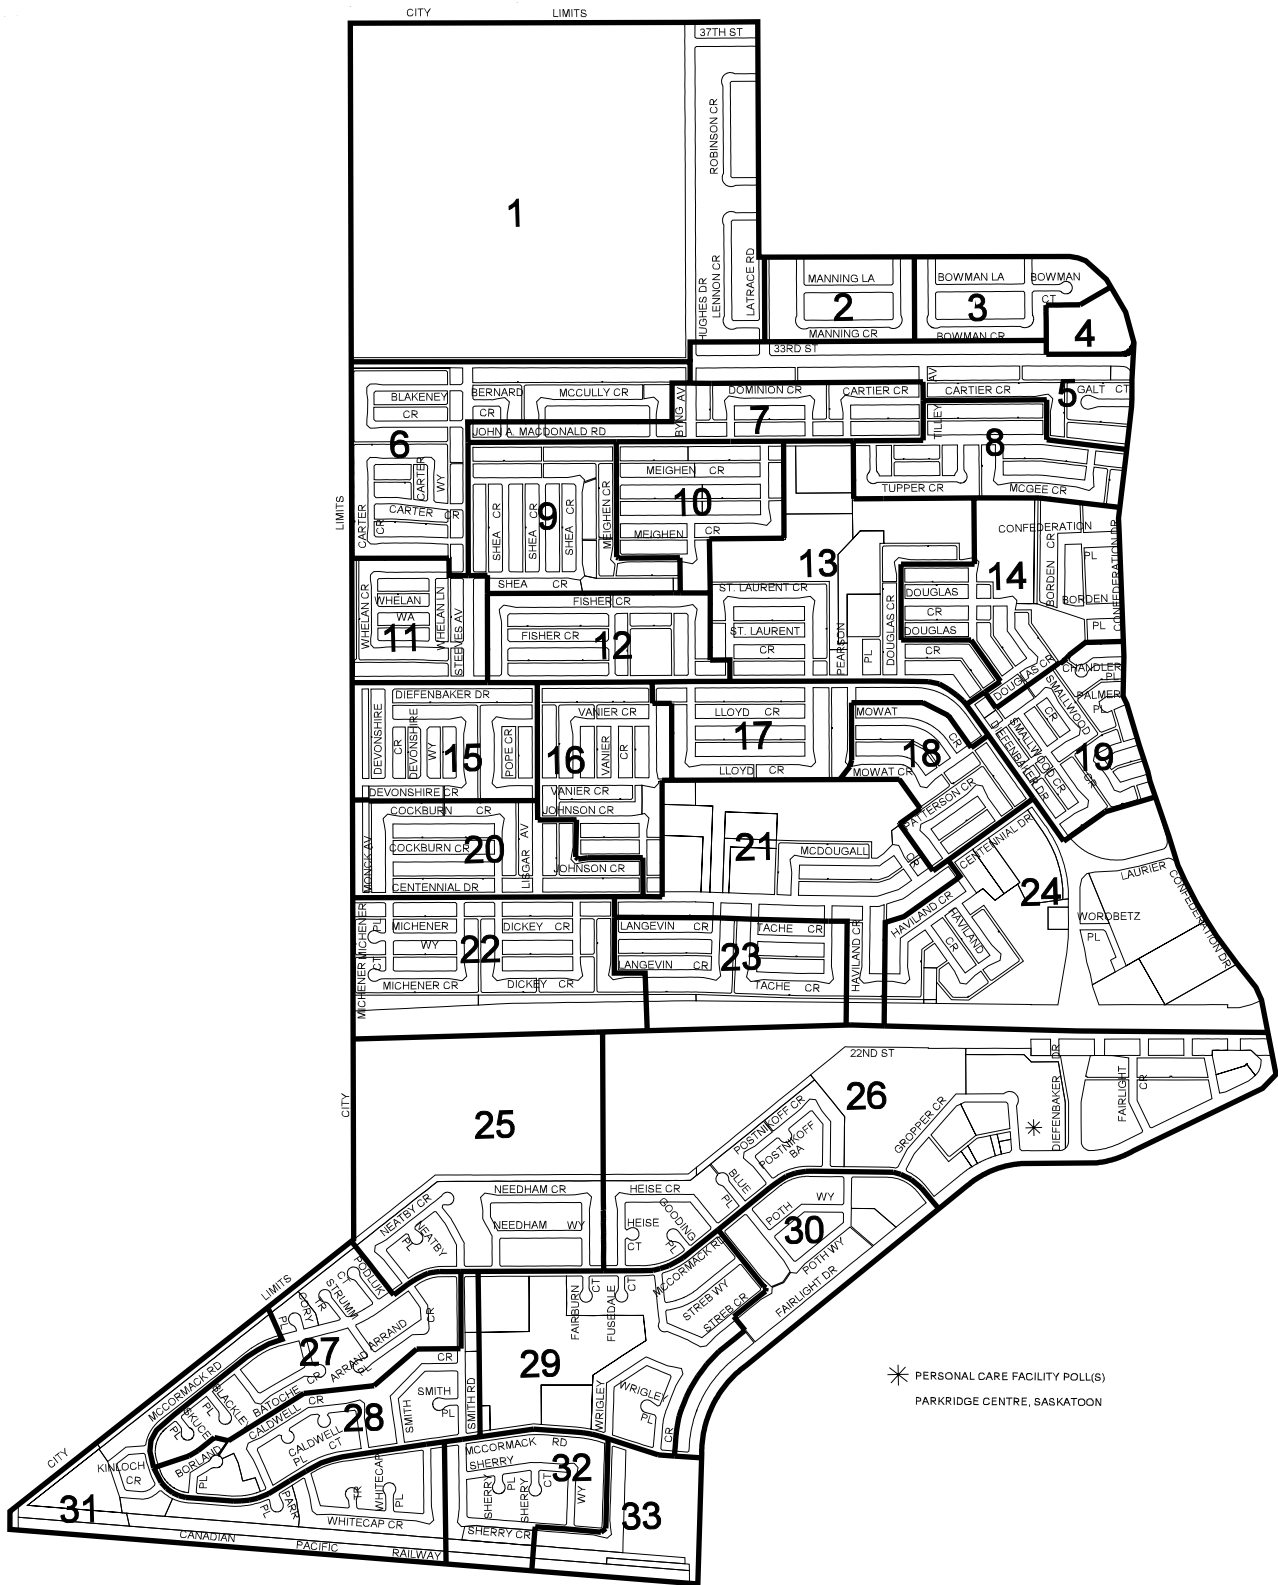 CITY LIMITS
37TH ST
ROBINSON CR
1
HUGHES DR
LENNON CR
LATRACE RD
MANNING LA
2
MANNING CR
BOWMAN LA
BOWMAN
CT
3
BOWMAN CR
4
33RD ST
BLAKENEY
CR
BERNARD
CR
MCCULLY CR
BYNG AV
DOMINION CR
CARTIER CR
AV
CARTIER CR
5
GALT CT
7
TILLEY
JOHN A. MACDONALD RD
6
8
CARTER
WY
CARTER CR
CARTER
CR
LIMITS
SHEA CR
SHEA CR
SHEA CR
9
MEIGHEN CR
MEIGHEN CR
10
MEIGHEN CR
TUPPER CR
MCGEE CR
CONFEDERATION
PL
CONFEDERATION DR
13
14
BORDEN CR
BORDEN
PL
SHEA CR
WHELAN CR
WHELAN
WA
WHELAN LN
STEEVES AV
11
FISHER CR
FISHER CR
12
ST. LAURENT CR
ST. LAURENT
CR
PEARSON
PL
DOUGLAS CR
DOUGLAS
CR
DOUGLAS
CR
DOUGLAS CR
CHANDLER
PL
PALMER
PL
SMALLWOOD
CR
SMALLWOOD CR
CR
19
DIEFENBAKER DR
DIEFENBAKER DR
DEVONSHIRE
CR
DEVONSHIRE
WY
15
POPE CR
DEVONSHIRE CR
VANIER CR
16
VANIER
CR
VANIER CR
LLOYD CR
17
LLOYD CR
MOWAT
CR
18
MOWAT CR
PATTERSON CR
COCKBURN CR
COCKBURN CR
20
MONCK AV
LISGAR AV
JOHNSON CR
JOHNSON CR
CENTENNIAL DR
21
MCDOUGALL
CR
CENTENNIAL DR
24
LAURIER
CONFEDERATION DR
WOROBETZ
PL
HAVILAND CR
HAVILAND
CR
HAVILAND CR
MICHENER
PL
MICHENER
CT
MICHENER
MICHENER
WY
MICHENER CR
22
DICKEY CR
DICKEY CR
LANGEVIN CR
LANGEVIN CR
23
TACHE CR
TACHE CR
22ND ST
CITY
25
26
POSTNIKOFF CR
POSTNIKOFF
BA
GROPPER CR
DIEFENBAKER DR
FAIRLIGHT
CR
NEATBY CR
NEATBY
PL
NEEDHAM CR
NEEDHAM WY
HEISE CR
HEISE
CT
GOODING
PL
BLUE
PL
POTH WY
30
POTH WY
FAIRLIGHT DR
MCCORMACK RD
STREB WY
STREB CR
LIMITS
PODLUK
CT
STRUMM
TR
CORY
PL
27
ARRAND
CR
ARRAND
PL
BATOCHE
CR
BLACKLEY
PL
SKUCE
PL
MCCORMACK RD
CALDWELL CR
CALDWELL
CT
PL
28
SMITH
CR
SMITH
PL
SMITH RD
FAIRBURN
CT
FUSEDALE
CT
29
WRIGLEY
WRIGLEY
PL
CR
BORLAND
PL
KINLOCH
CR
CITY
31
PARR
PL
TR
WHITECAP
PL
WHITECAP CR
MCCORMACK RD
SHERRY
SHERRY
PL
SHERRY
CT
WY
32
SHERRY CR
33
CANADIAN PACIFIC RAILWAY
PERSONAL CARE FACILITY POLL(S)
PARKRIDGE CENTRE, SASKATOON